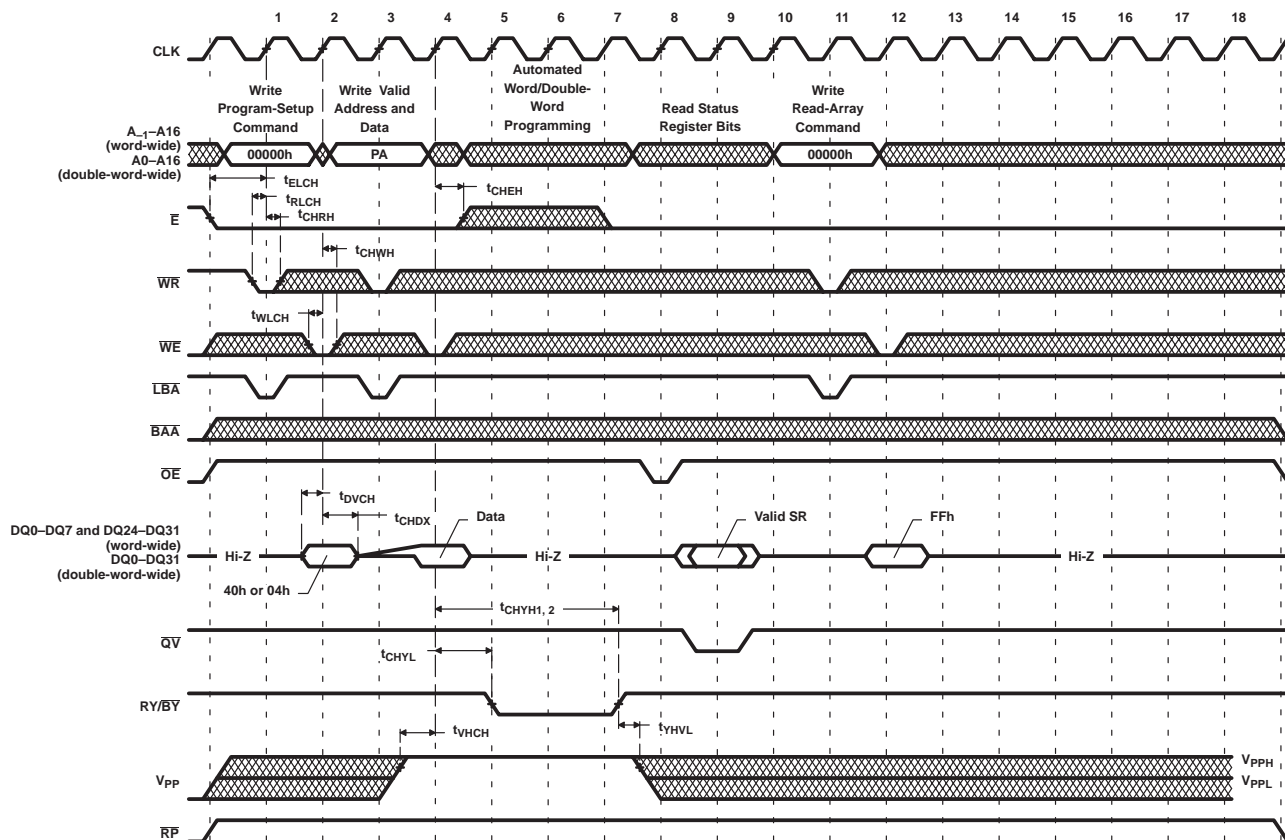 1 2 3 4 5 6 7 8 9 10 11 12 13 14 15 16 17 18
CLK
Write
Program-Setup
Command
Write Valid
Address and
Data
Automated
Word/Double-
Word
Programming
Read Status
Register Bits
Write
Read-Array
Command
A–1–A16
(word-wide)
A0–A16
(double-word-wide)
00000h
PA
00000h
tELCH
tRLCH
tCHRH
tCHEH
E
tCHWH
WR
tWLCH
WE
LBA
BAA
OE
tDVCH
tCHDX
Data
Valid SR
FFh
DQ0–DQ7 and DQ24–DQ31
(word-wide)
DQ0–DQ31
(double-word-wide)
Hi-Z
Hi-Z
Hi-Z
40h or 04h
tCHYH1, 2
QV
tCHYL
RY/BY
tVHCH
tYHVL
VPP
VPPH
VPPL
RP